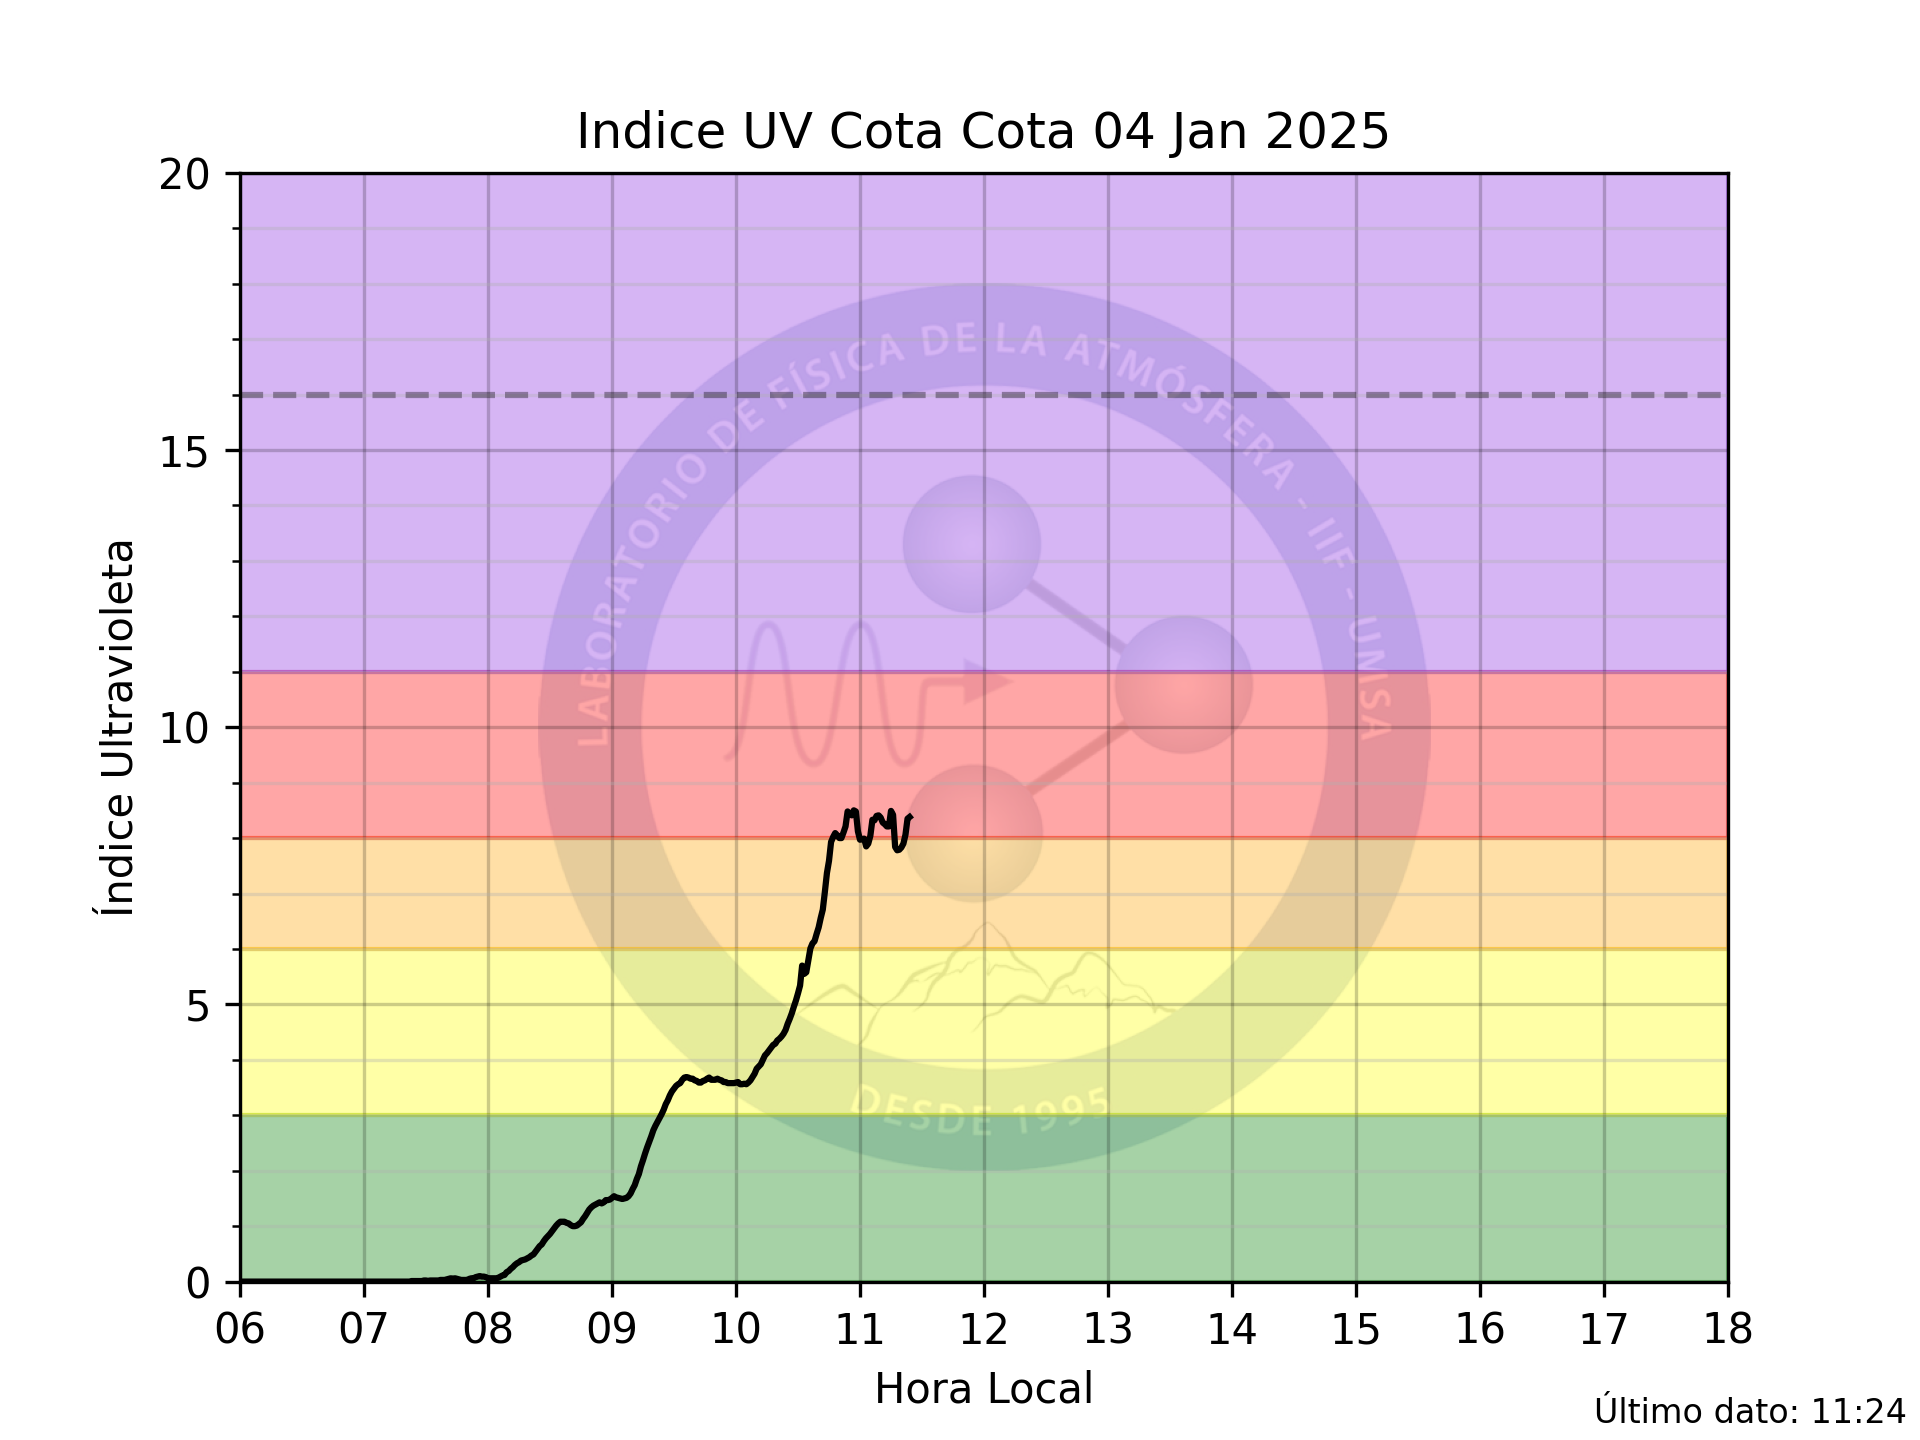 Indice UV Cota Cota 04 Jan 2025
20
15
10
5
0
Índice Ultravioleta
LABORATORIO DE FÍSICA DE LA ATMÓSFERA - IIF - UMSA
DESDE 1995
06 07 08 09 10 11 12 13 14 15 16 17 18
Hora Local
Último dato: 11:24